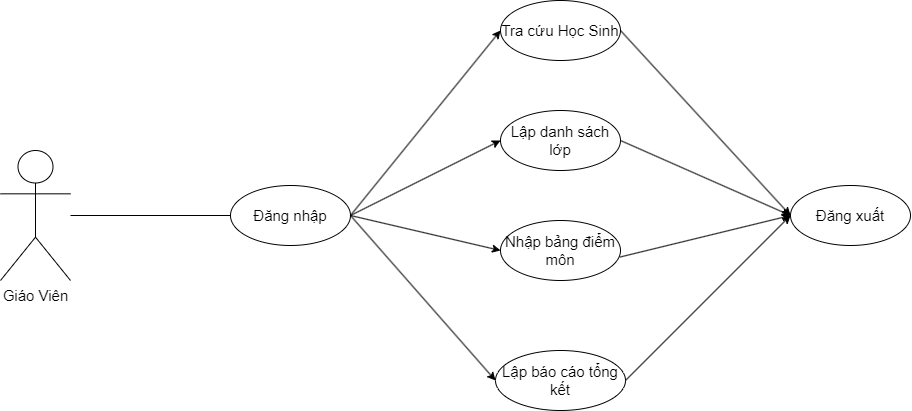 Tra cứu Học Sinh
Lập danh sách
lớp
Đăng nhập
Đăng xuất
Nhập bảng điểm
môn
Giáo Viên
Lập báo cáo tổng
kết